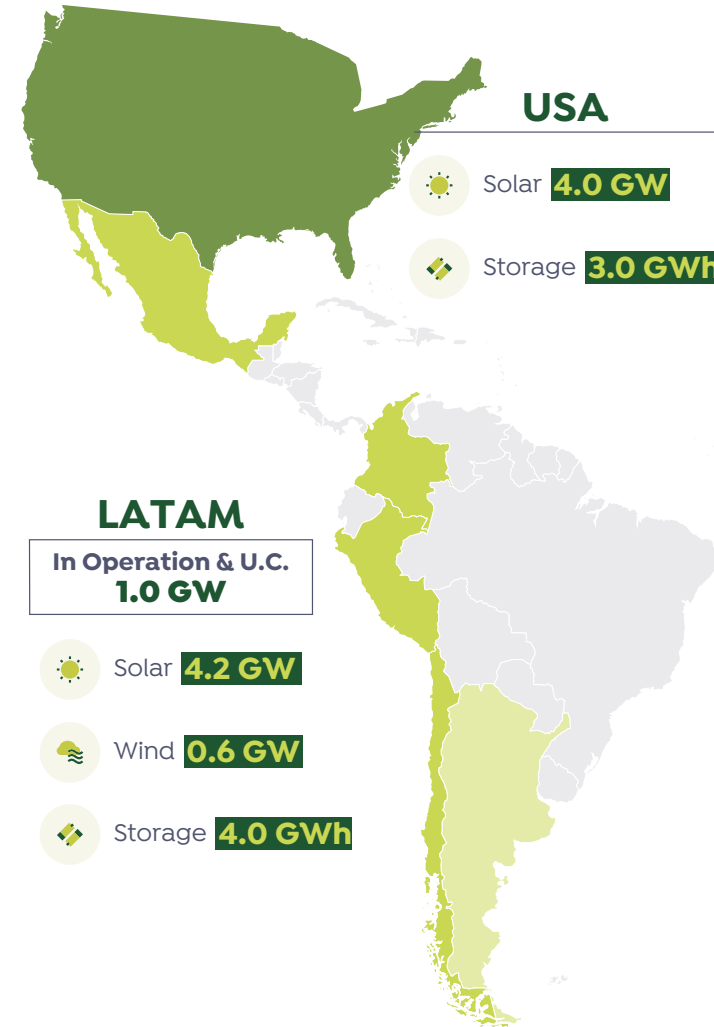 USA
Solar 4.0 GW
Storage 3.0 GWh
LATAM
In Operation & U.C.
1.0 GW
Solar 4.2 GW
Wind 0.6 GW
Storage 4.0 GWh